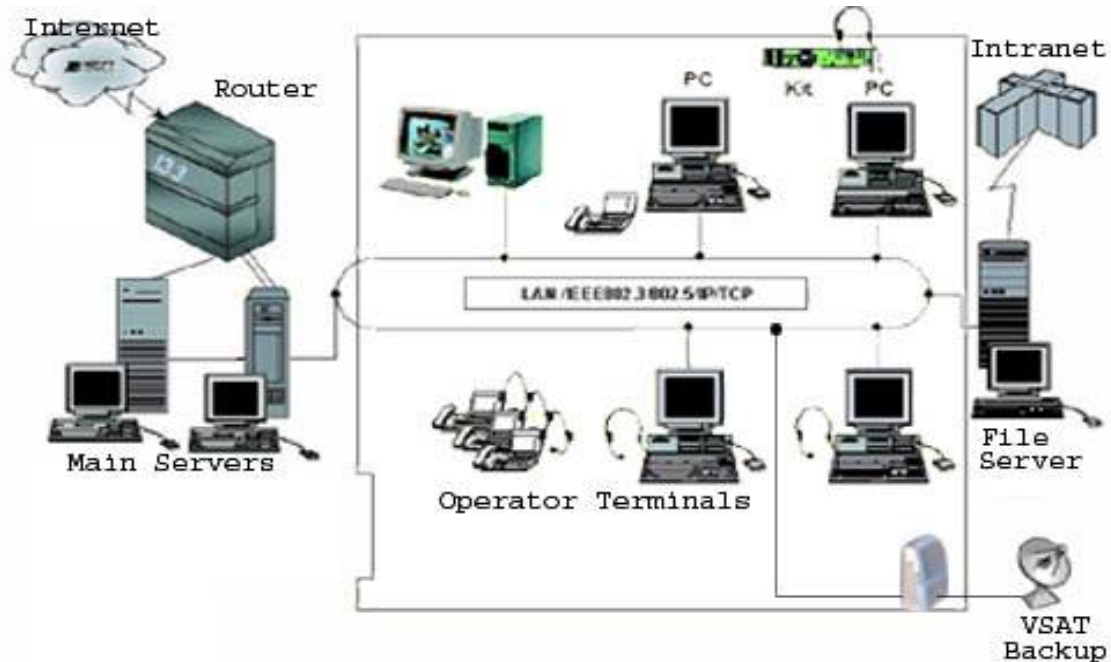 Internet
Router
PC
Kit
PC
Intranet
133
LAN /IEEE802.3/802.5/IP/TCP
Main Servers
Operator Terminals
File
Server
VSAT
Backup